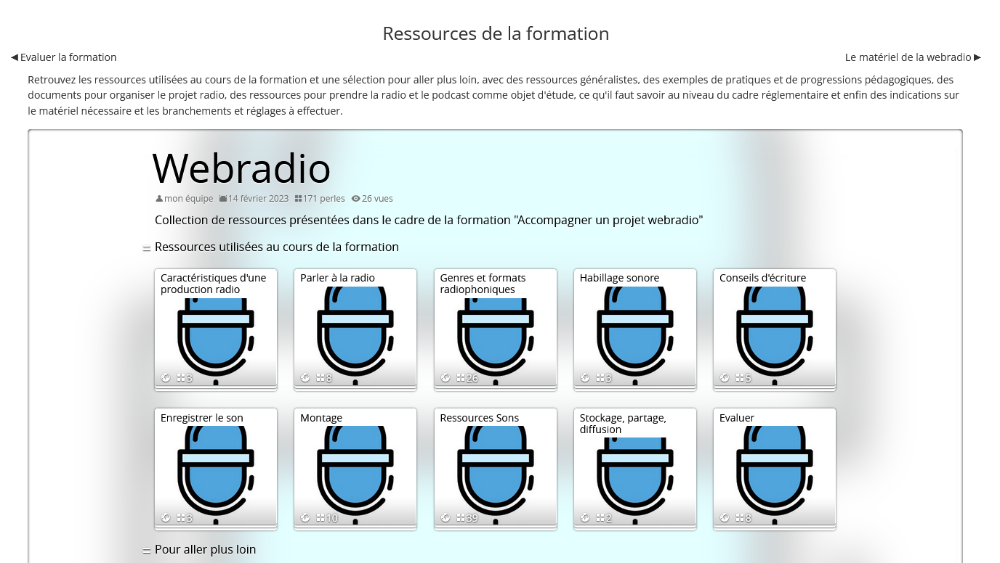 Ressources de la formation
◀ Evaluer la formation
Le matériel de la webradio ▶
Retrouvez les ressources utilisées au cours de la formation et une sélection pour aller plus loin, avec des ressources généralistes, des exemples de pratiques et de progressions pédagogiques, des
documents pour organiser le projet radio, des ressources pour prendre la radio et le podcast comme objet d'étude, ce qu'il faut savoir au niveau du cadre réglementaire et enfin des indications sur
le matériel nécessaire et les branchements et réglages à effectuer.
Webradio
mon équipe 14 février 2023 171 perles 26 vues
Collection de ressources présentées dans le cadre de la formation "Accompagner un projet webradio"
Ressources utilisées au cours de la formation
Caractéristiques d'une
production radio
3
Parler à la radio
8
Genres et formats
radiophoniques
26
Habillage sonore
3
Conseils d'écriture
5
Enregistrer le son
3
Montage
10
Ressources Sons
39
Stockage, partage,
diffusion
2
Evaluer
8
Pour aller plus loin